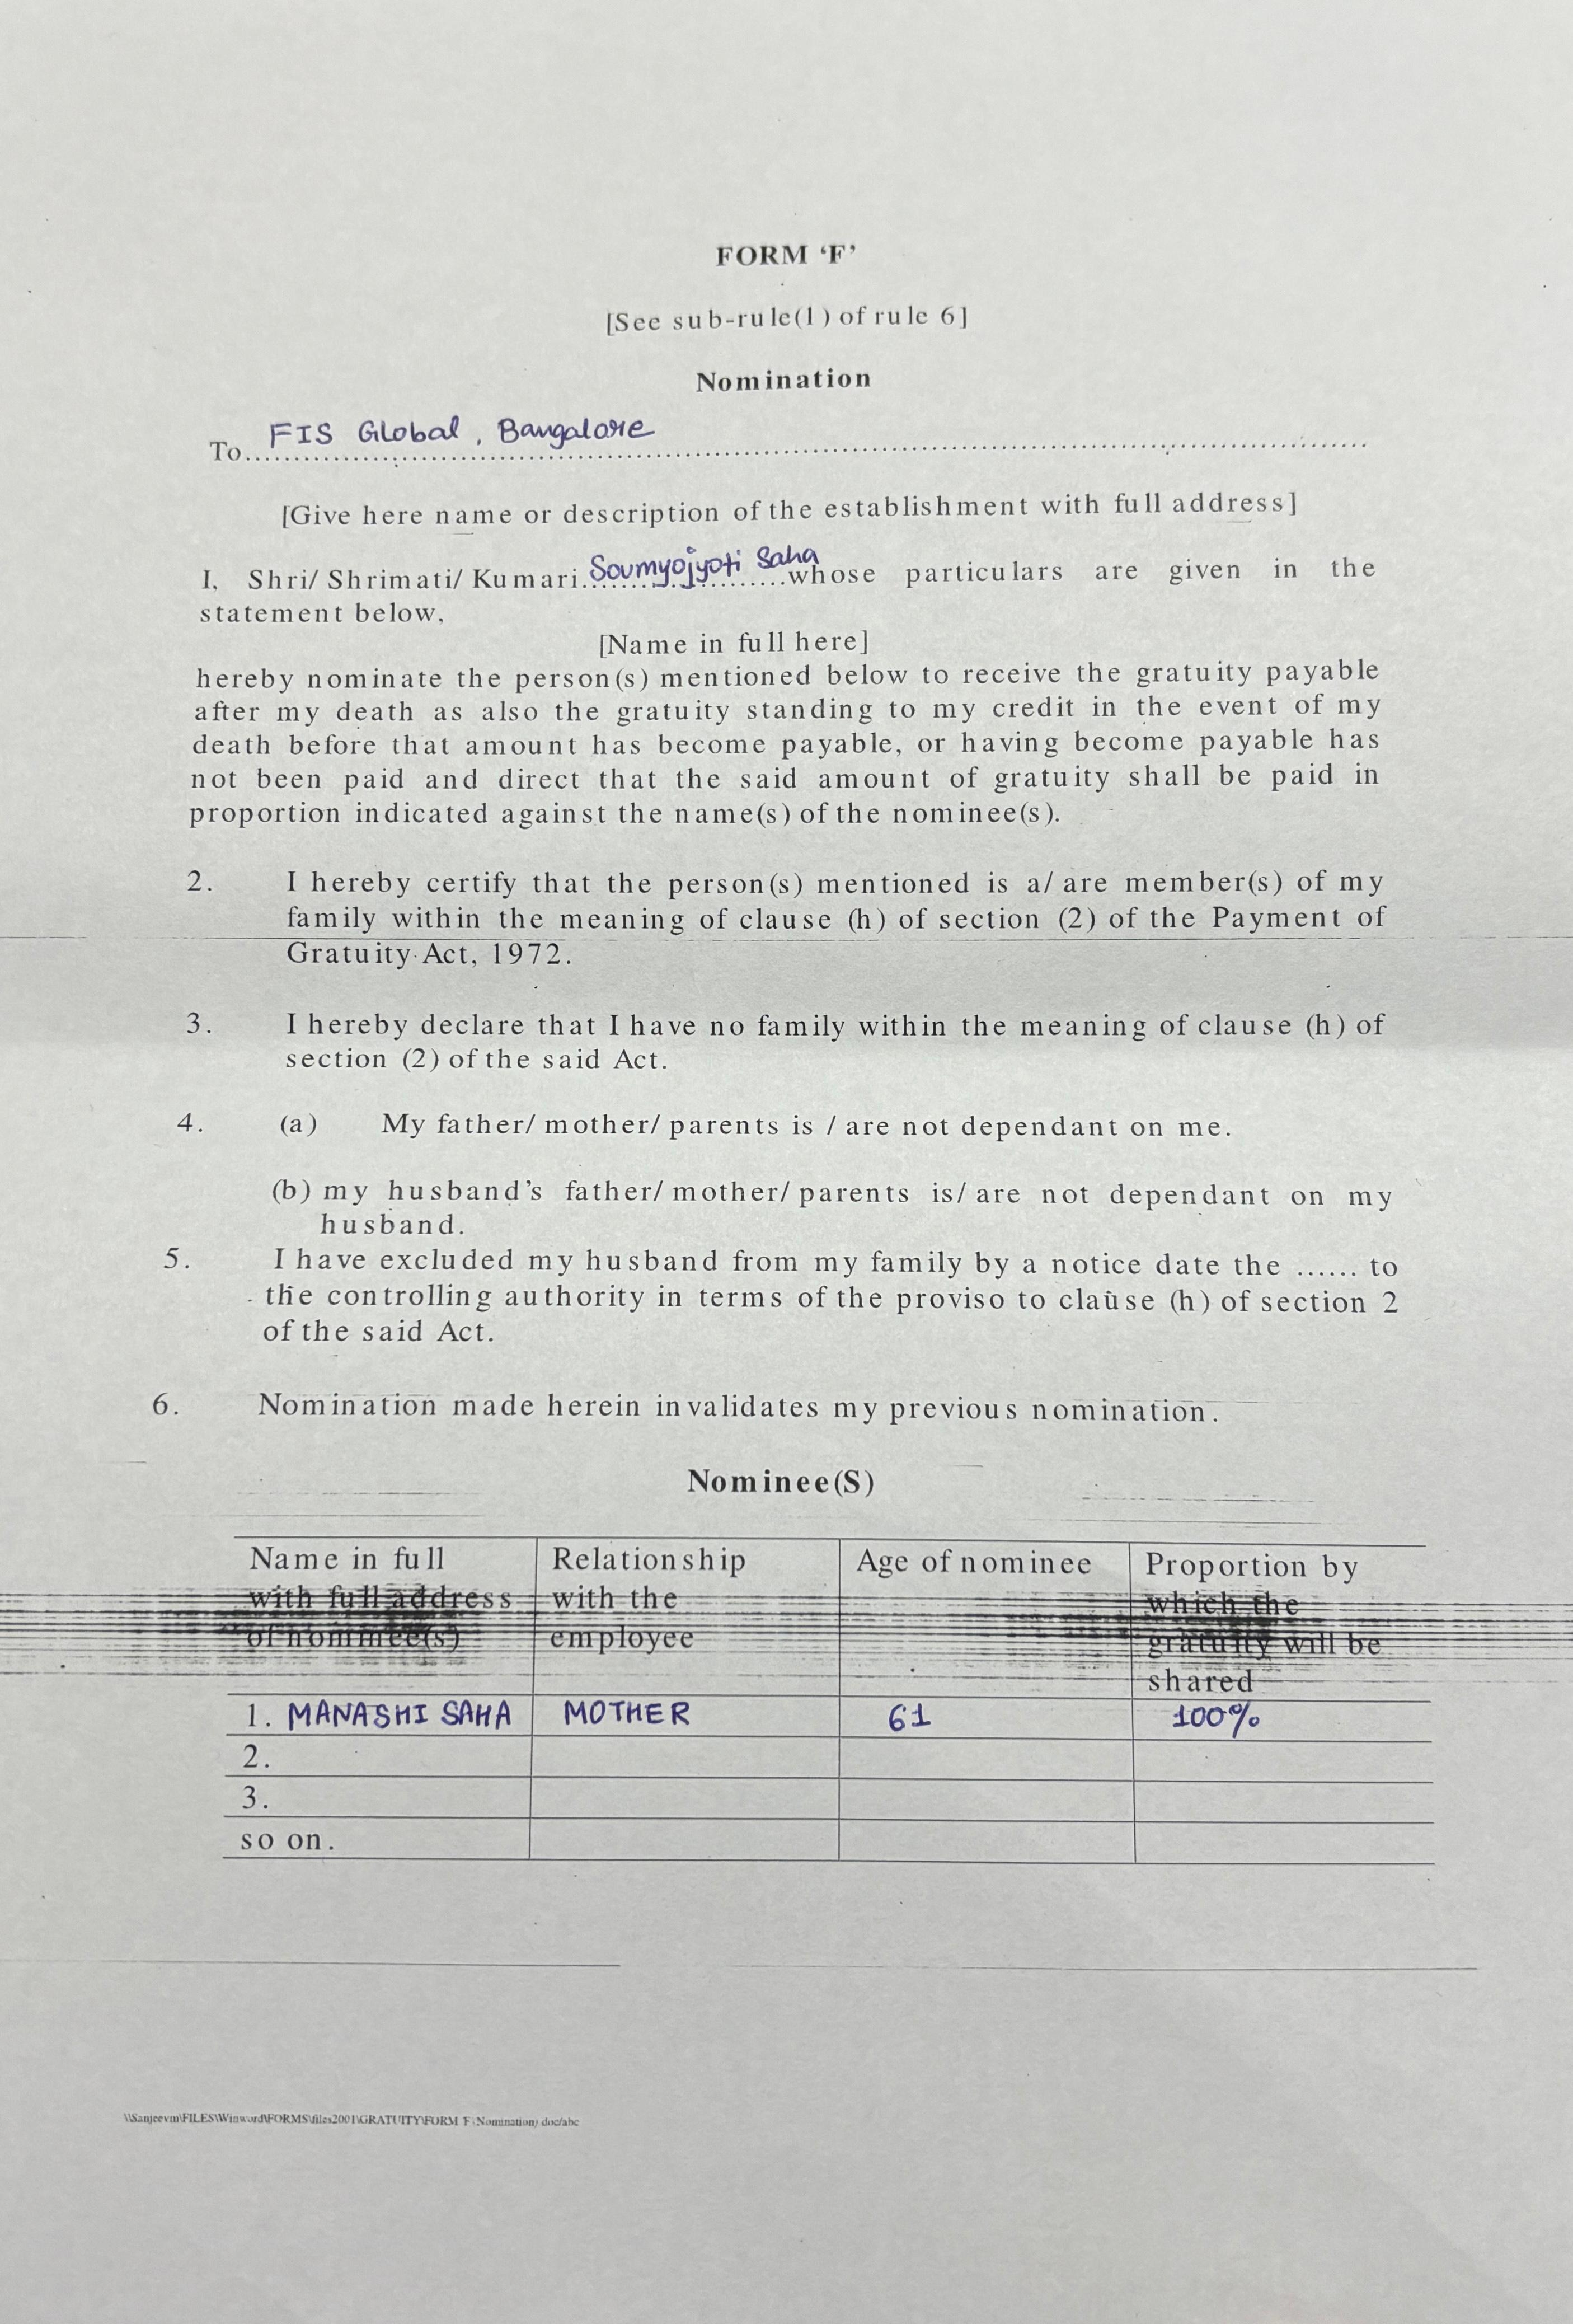 FORM ‘F’
[See sub-rule(1) of rule 6]
Nomination
To FIS Global, Bangalore
[Give here name or description of the establishment with full address]
I, Shri/ Shrimati/ Kumari Soumyojyoti Saha whose particulars are given in the
statement below,
[Name in full here]
hereby nominate the person(s) mentioned below to receive the gratuity payable
after my death as also the gratuity standing to my credit in the event of my
death before that amount has become payable, or having become payable has
not been paid and direct that the said amount of gratuity shall be paid in
proportion indicated against the name(s) of the nominee(s).
2. I hereby certify that the person(s) mentioned is a/ are member(s) of my
family within the meaning of clause (h) of section (2) of the Payment of
Gratuity Act, 1972.
3. I hereby declare that I have no family within the meaning of clause (h) of
section (2) of the said Act.
4. (a) My father/ mother/ parents is / are not dependant on me.
(b) my husband’s father/ mother/ parents is/ are not dependant on my
husband.
5. I have excluded my husband from my family by a notice date the ...... to
the controlling authority in terms of the proviso to clause (h) of section 2
of the said Act.
6. Nomination made herein invalidates my previous nomination.
Nominee(S)
Name in full Relationship Age of nominee Proportion by
with full address with the which the
of nominee(s) employee gratuity will be
shared
1. MANASHI SAHA MOTHER 61 100%
2.
3.
so on.
\\Sanjeevm\FILES\Winword\FORMS\files2001\GRATUITY\FORM F (Nomination) doc/abc